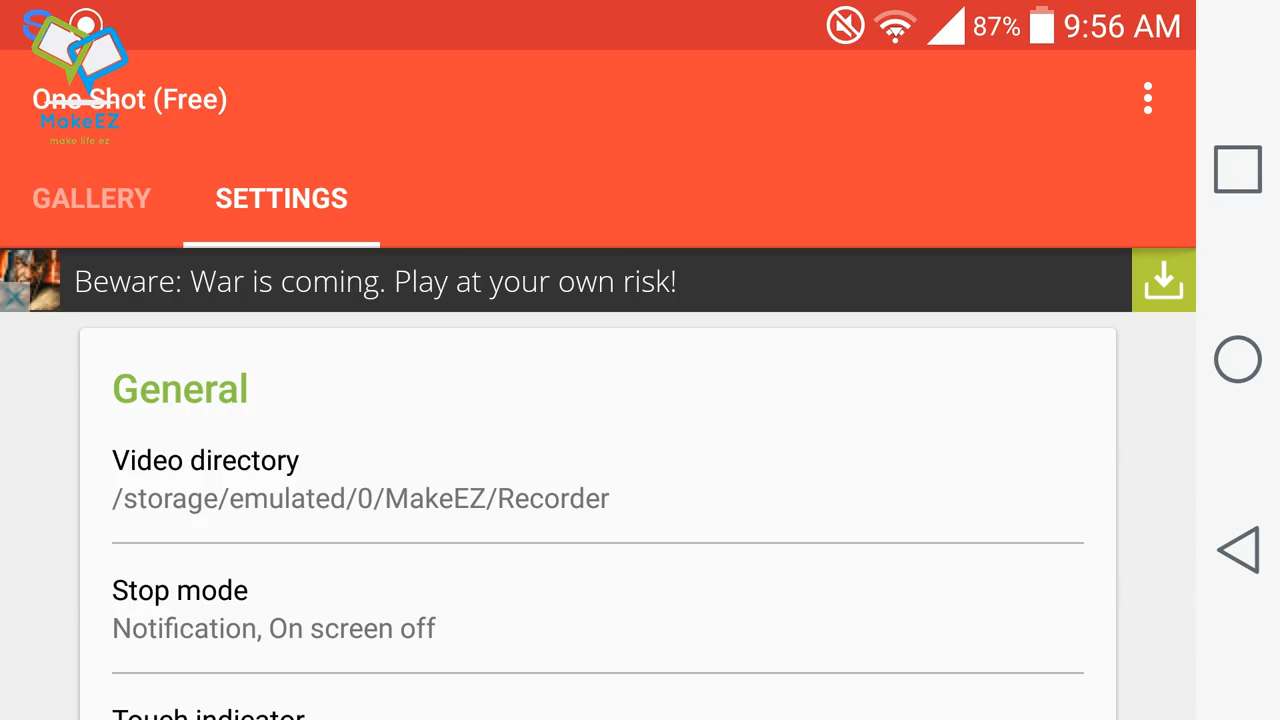 87% 9:56 AM
One Shot (Free)
MakeEZ
make life ez
GALLERY SETTINGS
Beware: War is coming. Play at your own risk!
General
Video directory
/storage/emulated/0/MakeEZ/Recorder
Stop mode
Notification, On screen off
Touch indicator